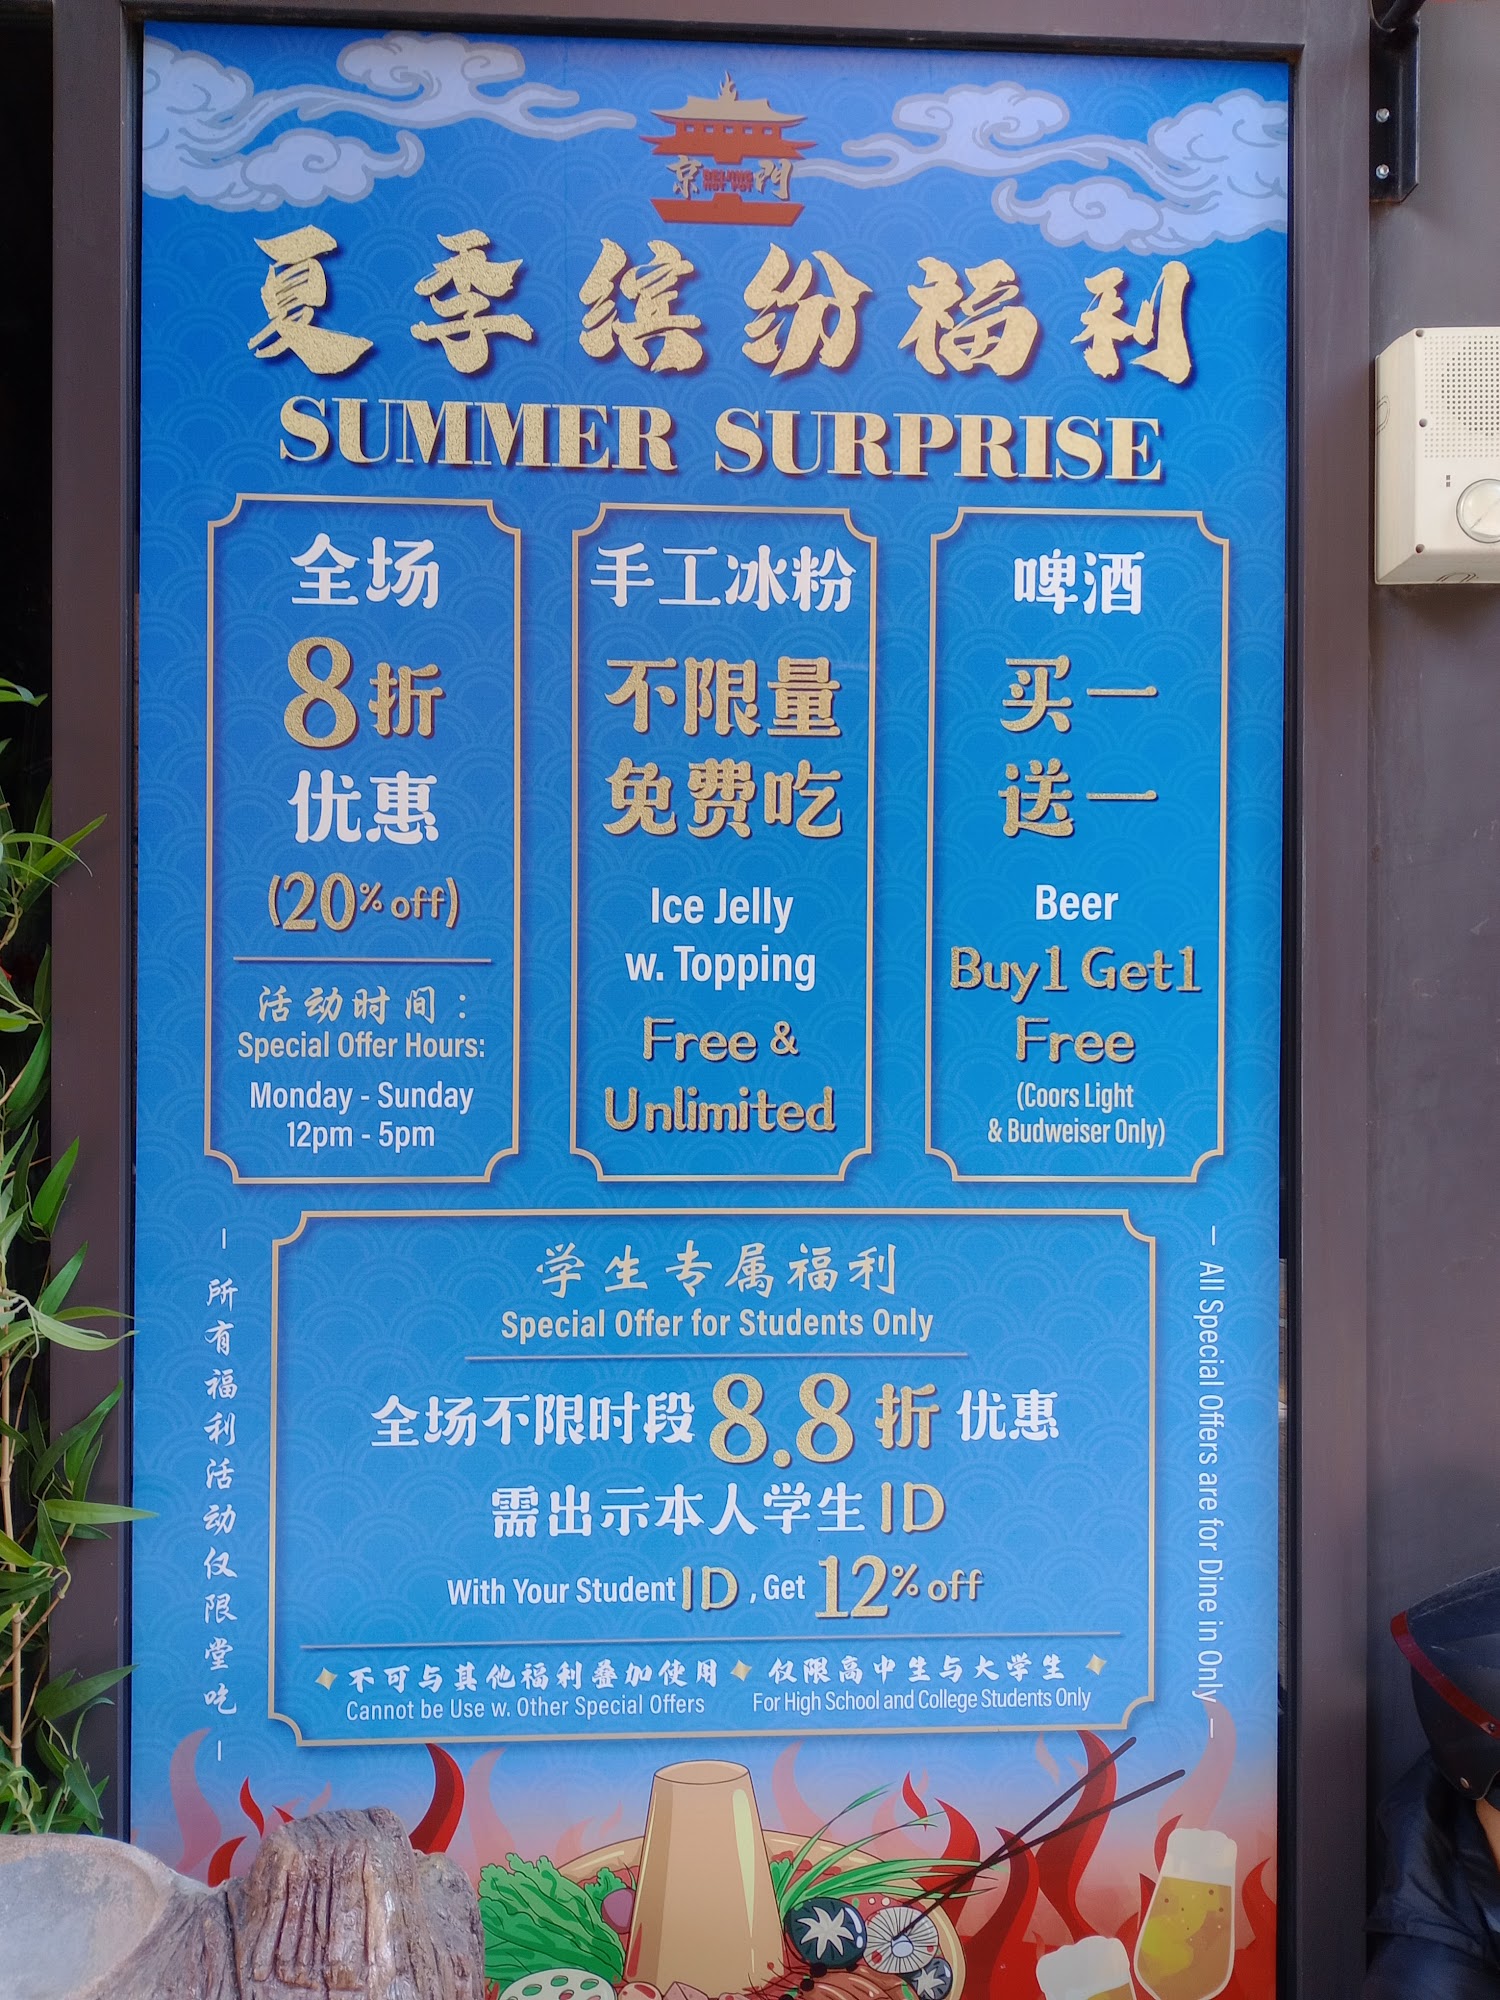 京 BEIJING 門
HOT POT
夏季缤纷福利
SUMMER SURPRISE
全场
8折
优惠
(20% off)
活动时间：
Special Offer Hours:
Monday - Sunday
12pm - 5pm
手工冰粉
不限量
免费吃
Ice Jelly
w. Topping
Free &
Unlimited
啤酒
买一
送一
Beer
Buy1 Get1
Free
(Coors Light
& Budweiser Only)
– 所有福利活动仅限堂吃 –
学生专属福利
Special Offer for Students Only
全场不限时段8.8折优惠
需出示本人学生ID
With Your Student ID , Get 12% off
不可与其他福利叠加使用 仅限高中生与大学生
Cannot be Use w. Other Special Offers For High School and College Students Only
– All Special Offers are for Dine in Only –